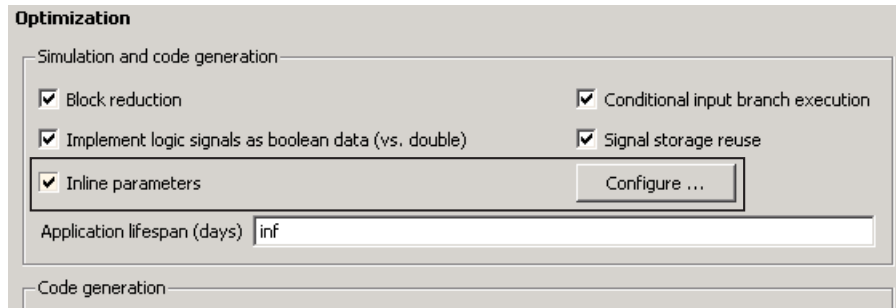 Optimization
Simulation and code generation
Block reduction
Conditional input branch execution
Implement logic signals as boolean data (vs. double)
Signal storage reuse
Inline parameters
Configure ...
Application lifespan (days) inf
Code generation